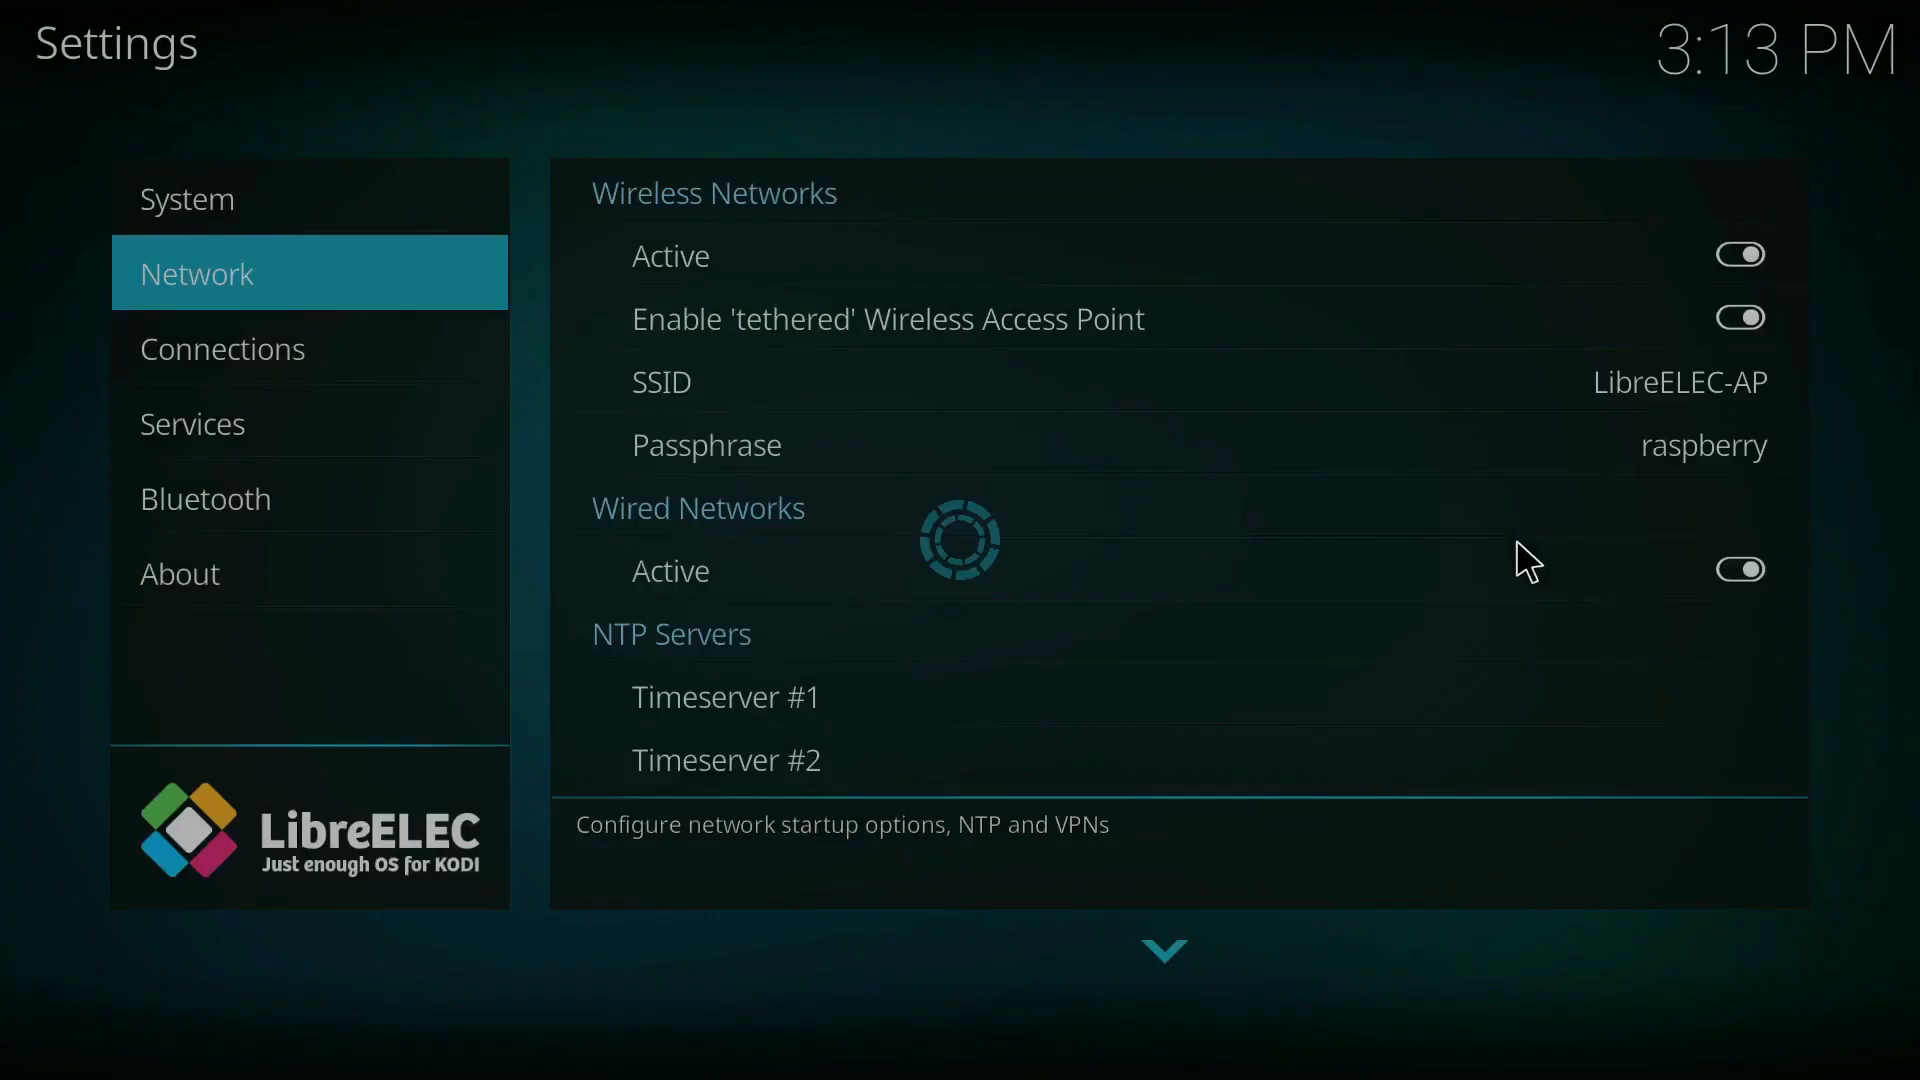 Settings
3:13 PM
System
Network
Connections
Services
Bluetooth
About
LibreELEC
Just enough OS for KODI
Wireless Networks
Active
Enable 'tethered' Wireless Access Point
SSID LibreELEC-AP
Passphrase raspberry
Wired Networks
Active
NTP Servers
Timeserver #1
Timeserver #2
Configure network startup options, NTP and VPNs